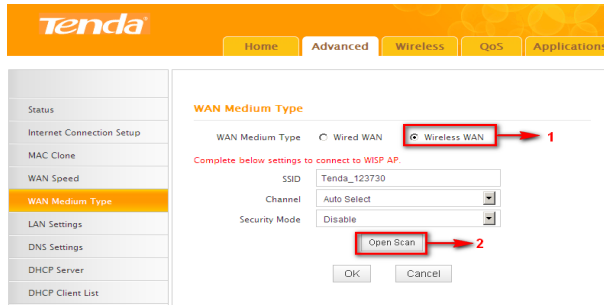 Tenda
Home Advanced Wireless QoS Applications
Status
Internet Connection Setup
MAC Clone
WAN Speed
WAN Medium Type
LAN Settings
DNS Settings
DHCP Server
DHCP Client List
WAN Medium Type
WAN Medium Type Wired WAN Wireless WAN 1
Complete below settings to connect to WISP AP.
SSID Tenda_123730
Channel Auto Select
Security Mode Disable
Open Scan 2
OK Cancel